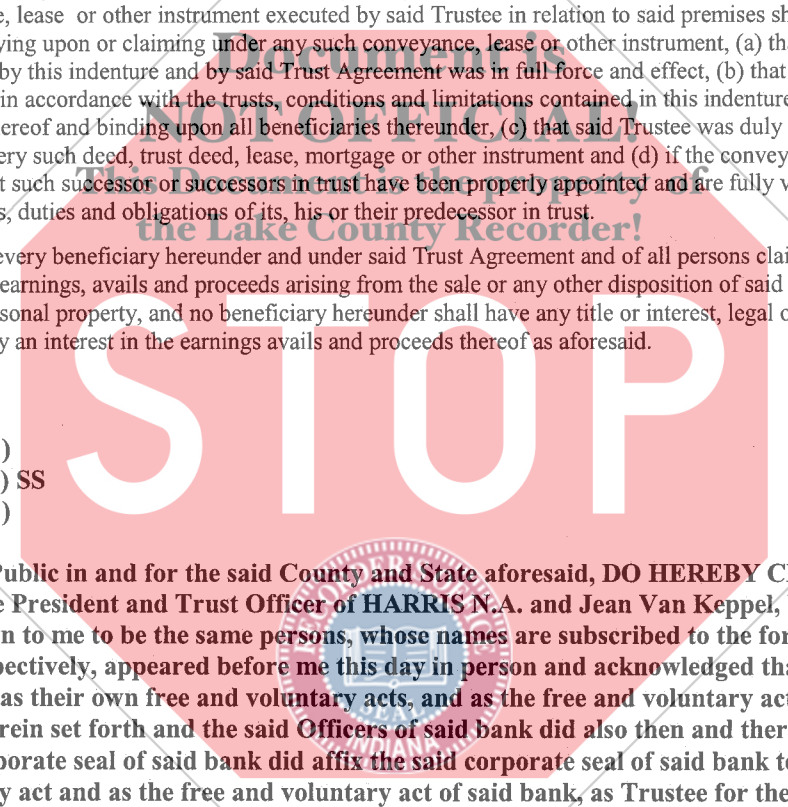 e, lease or other instrument executed by said Trustee in relation to said premises sh
ying upon or claiming under any such conveyance, lease or other instrument, (a) tha
Document is
by this indenture and by said Trust Agreement was in full force and effect, (b) that
in accordance with the trusts, conditions and limitations contained in this indenture
NOT OFFICIAL!
ereof and binding upon all beneficiaries thereunder, (c) that said Trustee was duly
ery such deed, trust deed, lease, mortgage or other instrument and (d) if the convey
This Document is the property of
t such successor or successors in trust have been properly appointed and are fully v
s, duties and obligations of its, his or their predecessor in trust.
the Lake County Recorder!
every beneficiary hereunder and under said Trust Agreement and of all persons clai
earnings, avails and proceeds arising from the sale or any other disposition of said
sonal property, and no beneficiary hereunder shall have any title or interest, legal o
y an interest in the earnings avails and proceeds thereof as aforesaid.
STOP
)
) SS
)
Public in and for the said County and State aforesaid, DO HEREBY CE
e President and Trust Officer of HARRIS N.A. and Jean Van Keppel,
n to me to be the same persons, whose names are subscribed to the for
pectively, appeared before me this day in person and acknowledged tha
as their own free and voluntary acts, and as the free and voluntary act
rein set forth and the said Officers of said bank did also then and ther
porate seal of said bank did affix the said corporate seal of said bank to
y act and as the free and voluntary act of said bank, as Trustee for the
RECORDER'S OFFICE
SEAL
INDIANA